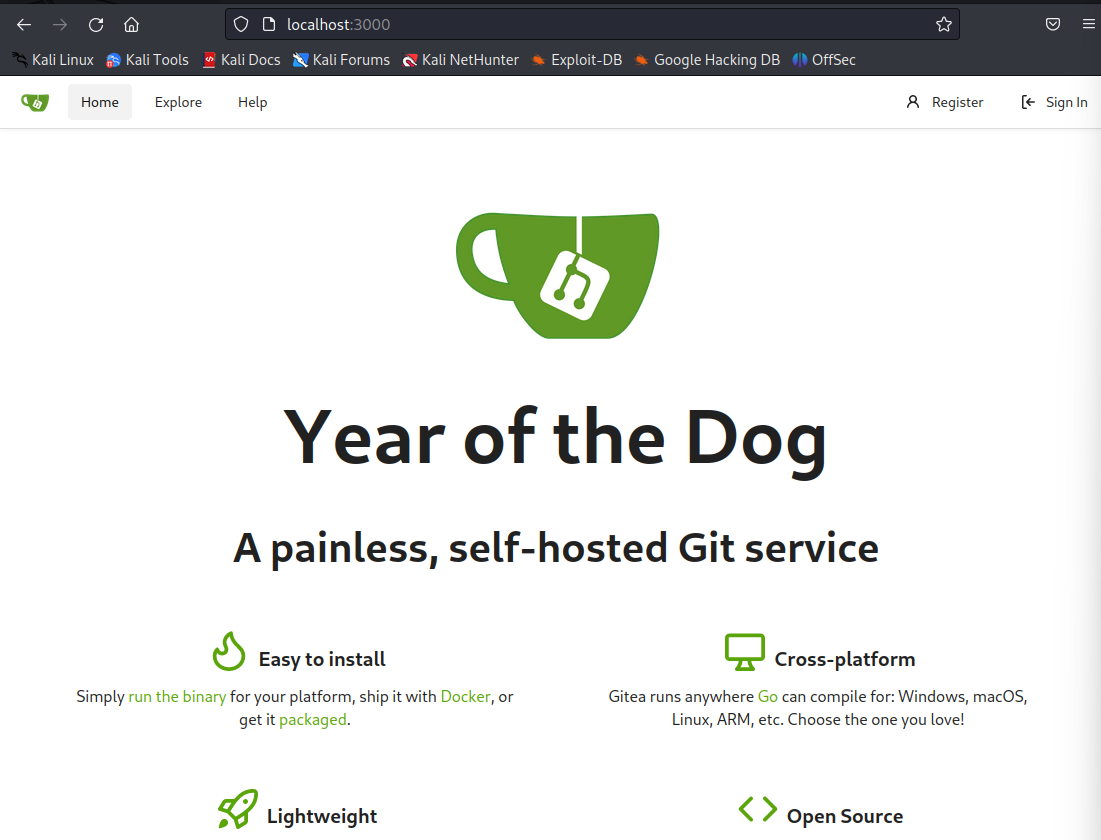 localhost:3000
Kali Linux Kali Tools Kali Docs Kali Forums Kali NetHunter Exploit-DB Google Hacking DB OffSec
Home Explore Help Register Sign In
Year of the Dog
A painless, self-hosted Git service
Easy to install
Simply run the binary for your platform, ship it with Docker, or
get it packaged.
Cross-platform
Gitea runs anywhere Go can compile for: Windows, macOS,
Linux, ARM, etc. Choose the one you love!
Lightweight
Open Source